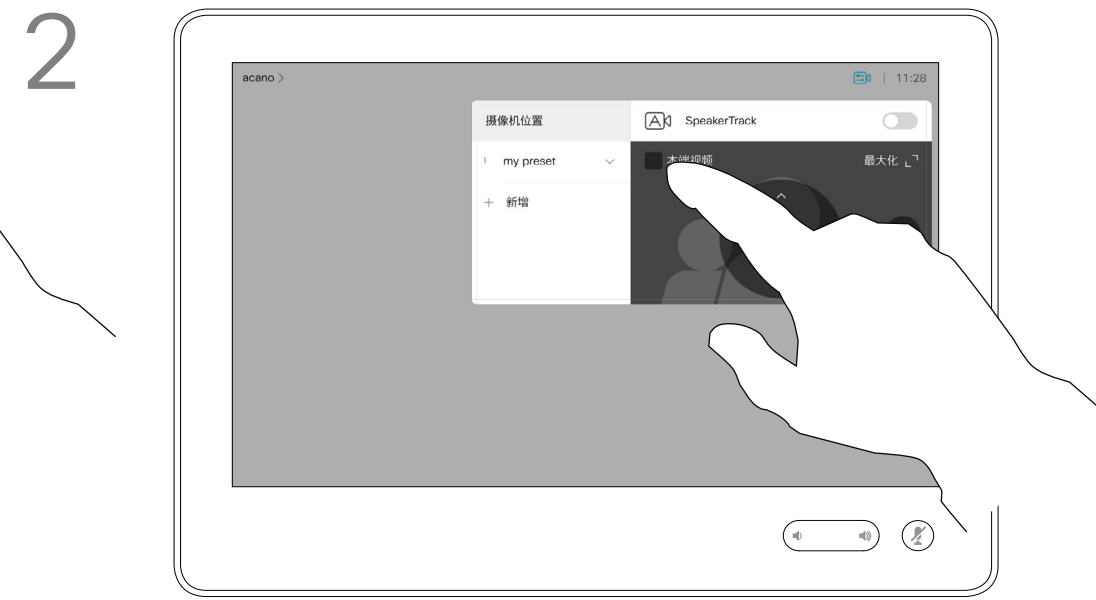 2
acano >
11:28
摄像机位置
SpeakerTrack
1 my preset
本端视频
最大化
+ 新增